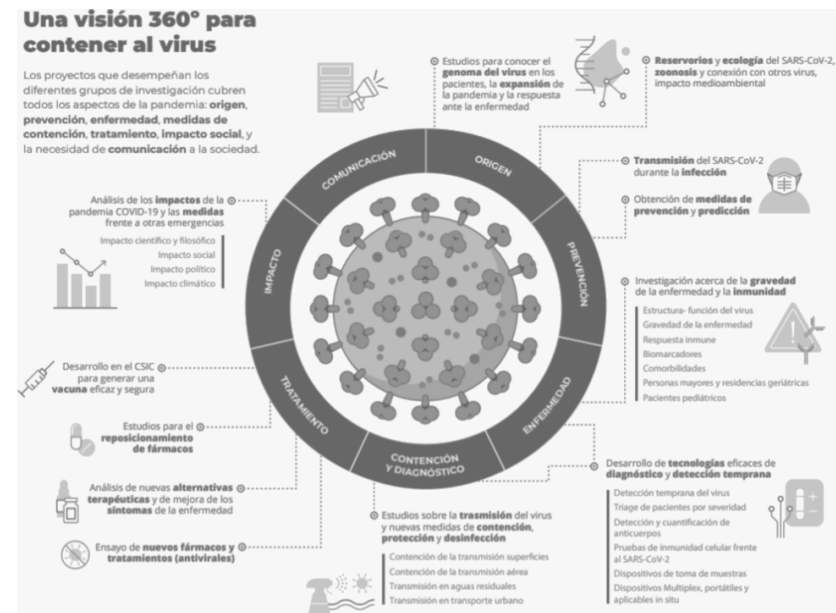 Una visión 360º para
contener al virus
Los proyectos que desempeñan los
diferentes grupos de investigación cubren
todos los aspectos de la pandemia: origen,
prevención, enfermedad, medidas de
contención, tratamiento, impacto social, y
la necesidad de comunicación a la sociedad.
Estudios para conocer el
genoma del virus en los
pacientes, la expansión de
la pandemia y la respuesta
ante la enfermedad
Reservorios y ecología del SARS-CoV-2,
zoonosis y conexión con otros virus,
impacto medioambiental
Transmisión del SARS-CoV-2
durante la infección
Obtención de medidas de
prevención y predicción
Investigación acerca de la gravedad
de la enfermedad y la inmunidad
Estructura- función del virus
Gravedad de la enfermedad
Respuesta inmune
Biomarcadores
Comorbilidades
Personas mayores y residencias geriátricas
Pacientes pediátricos
Desarrollo de tecnologías eficaces de
diagnóstico y detección temprana
Detección temprana del virus
Triage de pacientes por severidad
Detección y cuantificación de
anticuerpos
Pruebas de inmunidad celular frente
al SARS-CoV-2
Dispositivos de toma de muestras
Dispositivos Multiplex, portátiles y
aplicables in situ
Estudios sobre la trasmisión del virus
y nuevas medidas de contención,
protección y desinfección
Contención de la transmisión superficies
Contención de la transmisión aérea
Transmisión en aguas residuales
Transmisión en transporte urbano
Análisis de los impactos de la
pandemia COVID-19 y las medidas
frente a otras emergencias
Impacto científico y filosófico
Impacto social
Impacto político
Impacto climático
Desarrollo en el CSIC
para generar una
vacuna eficaz y segura
Estudios para el
reposicionamiento
de fármacos
Análisis de nuevas alternativas
terapéuticas y de mejora de los
síntomas de la enfermedad
Ensayo de nuevos fármacos y
tratamientos (antivirales)
COMUNICACIÓN
ORIGEN
PREVENCIÓN
ENFERMEDAD
CONTENCIÓN
Y DIAGNÓSTICO
TRATAMIENTO
IMPACTO